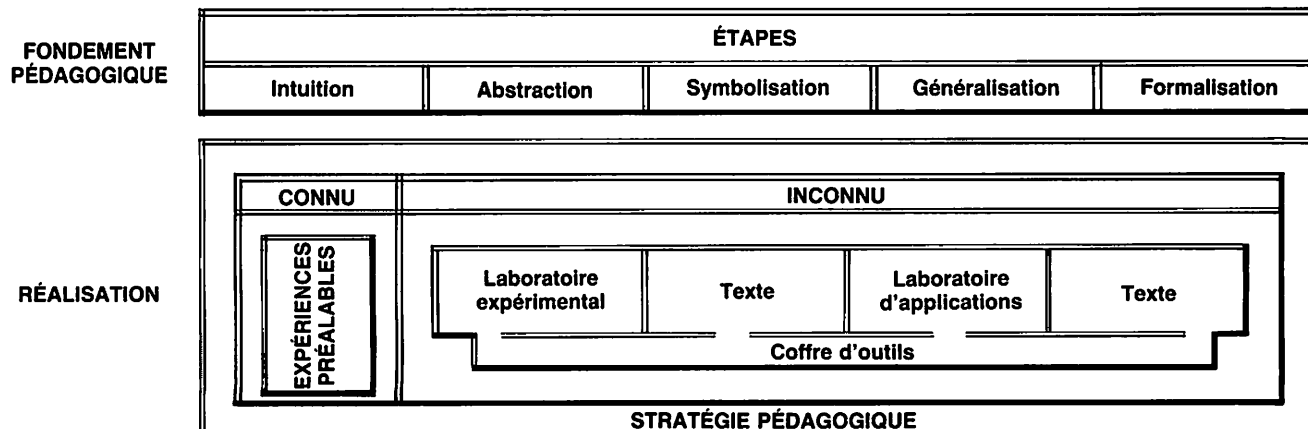 FONDEMENT
PÉDAGOGIQUE
ÉTAPES
Intuition
Abstraction
Symbolisation
Généralisation
Formalisation
RÉALISATION
CONNU
INCONNU
EXPÉRIENCES
PRÉALABLES
Laboratoire
expérimental
Texte
Laboratoire
d'applications
Texte
Coffre d'outils
STRATÉGIE PÉDAGOGIQUE